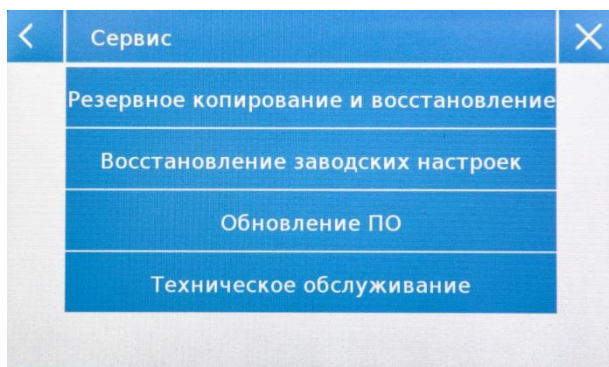 Сервис
Резервное копирование и восстановление
Восстановление заводских настроек
Обновление ПО
Техническое обслуживание